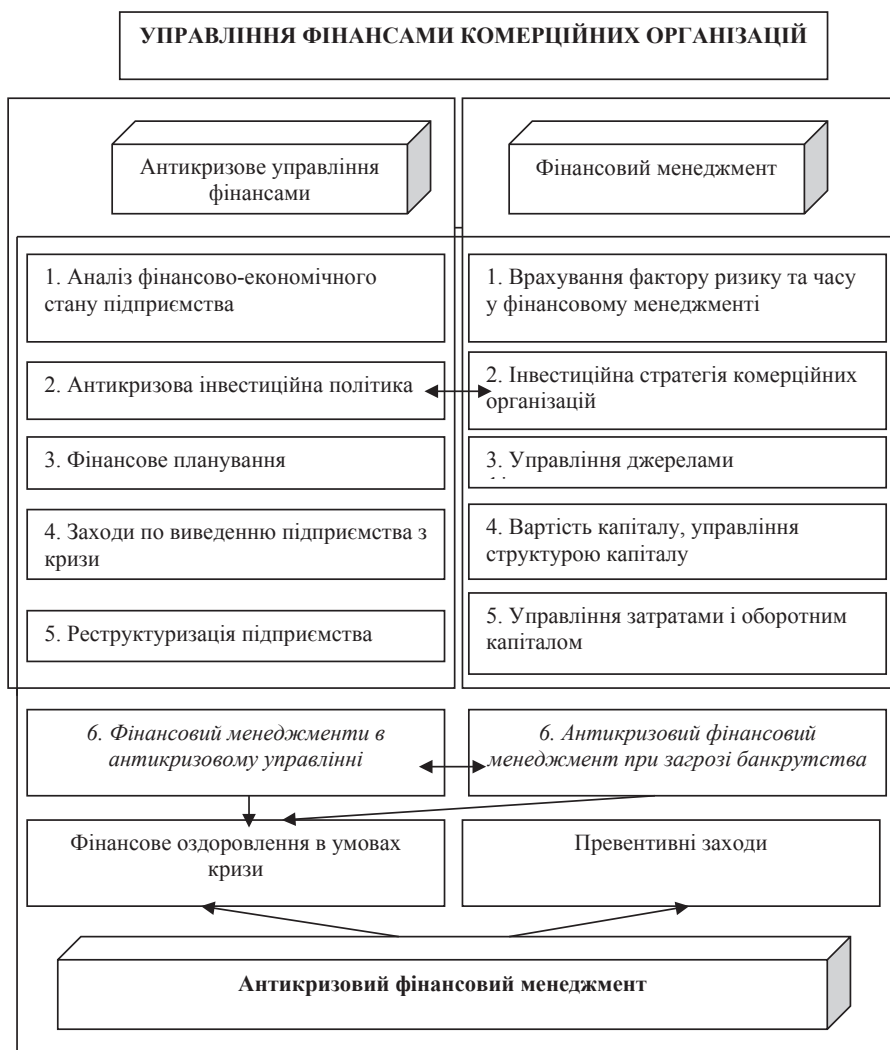 УПРАВЛІННЯ ФІНАНСАМИ КОМЕРЦІЙНИХ ОРГАНІЗАЦІЙ
Антикризове управління
фінансами
Фінансовий менеджмент
1. Аналіз фінансово-економічного
стану підприємства
1. Врахування фактору ризику та часу
у фінансовому менеджменті
2. Антикризова інвестиційна політика
2. Інвестиційна стратегія комерційних
організацій
3. Фінансове планування
3. Управління джерелами
4. Заходи по виведенню підприємства з
кризи
4. Вартість капіталу, управління
структурою капіталу
5. Реструктуризація підприємства
5. Управління затратами і оборотним
капіталом
6. Фінансовий менеджменти в
антикризовому управлінні
6. Антикризовий фінансовий
менеджмент при загрозі банкрутства
Фінансове оздоровлення в умовах
кризи
Превентивні заходи
Антикризовий фінансовий менеджмент